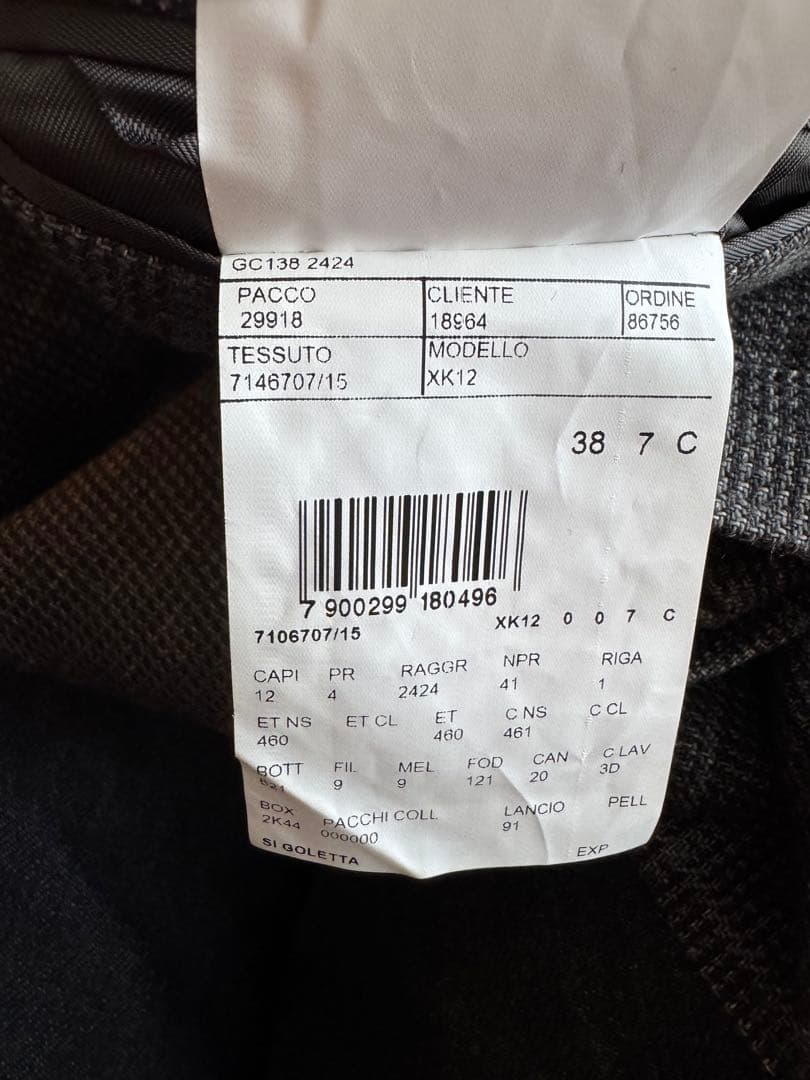 GC138 2424
PACCO CLIENTE ORDINE
29918 18964 86756
TESSUTO MODELLO
7146707/15 XK12
38 7 C
7 900299 180496
7106707/15 XK12 0 0 7 C
CAPI PR RAGGR NPR RIGA
12 4 2424 41 1
ET NS ET CL ET C NS C CL
460 460 461
BOTT FIL MEL FOD CAN C LAV
9 9 121 20 3D
BOX PACCHI COLL LANCIO PELL
2K44 000000 91
SI GOLETTA EXP